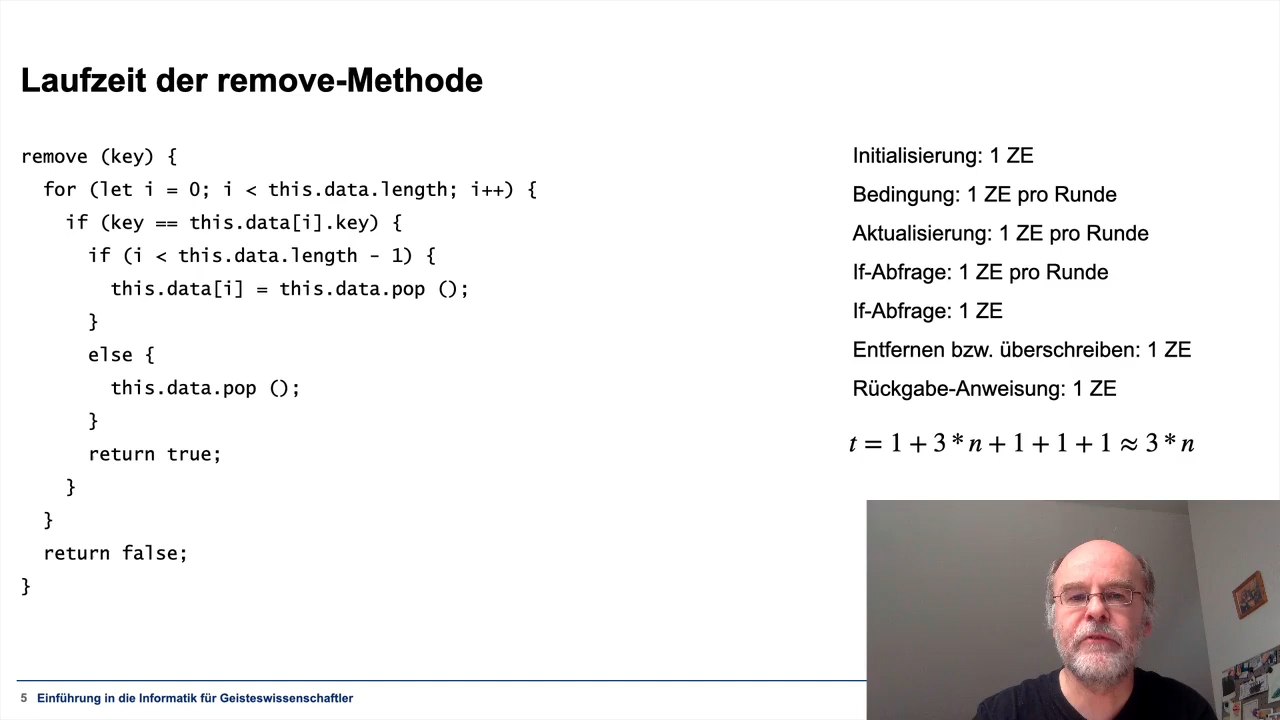 Laufzeit der remove-Methode
remove (key) {
for (let i = 0; i < this.data.length; i++) {
if (key == this.data[i].key) {
if (i < this.data.length - 1) {
this.data[i] = this.data.pop ();
}
else {
this.data.pop ();
}
return true;
}
}
return false;
}
Initialisierung: 1 ZE
Bedingung: 1 ZE pro Runde
Aktualisierung: 1 ZE pro Runde
If-Abfrage: 1 ZE pro Runde
If-Abfrage: 1 ZE
Entfernen bzw. überschreiben: 1 ZE
Rückgabe-Anweisung: 1 ZE
t = 1 + 3 * n + 1 + 1 + 1 ≈ 3 * n
5 Einführung in die Informatik für Geisteswissenschaftler